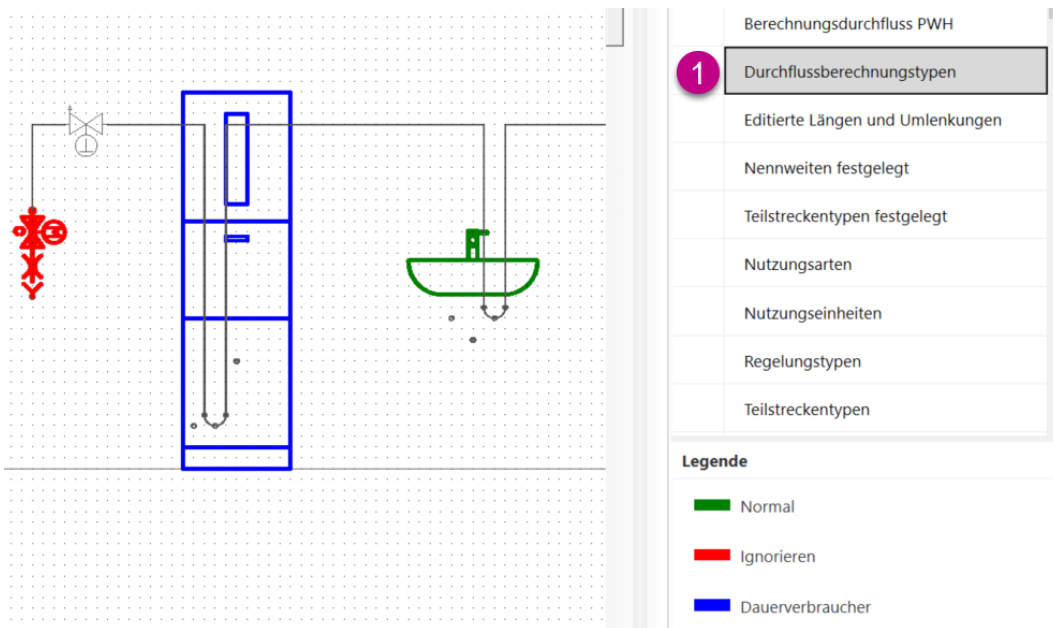 Berechnungsdurchfluss PWH
1
Durchflussberechnungstypen
Editierte Längen und Umlenkungen
Nennweiten festgelegt
Teilstreckentypen festgelegt
Nutzungsarten
Nutzungseinheiten
Regelungstypen
Teilstreckentypen
Legende
Normal
Ignorieren
Dauerverbraucher